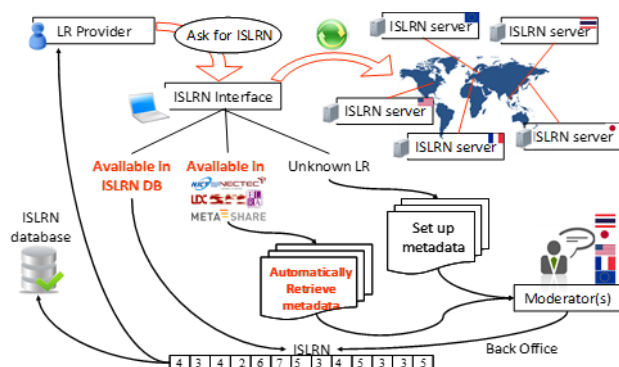 LR Provider
Ask for ISLRN
ISLRN server
ISLRN server
ISLRN Interface
ISLRN server
ISLRN server
ISLRN server
Available in
ISLRN DB
Available in
NICT NECTEC
LDC
META SHARE
Unknown LR
ISLRN
database
Set up
metadata
Automatically
Retrieve
metadata
Moderator(s)
ISLRN
Back Office
4 3 4 2 6 7 5 3 4 5 3 3 5